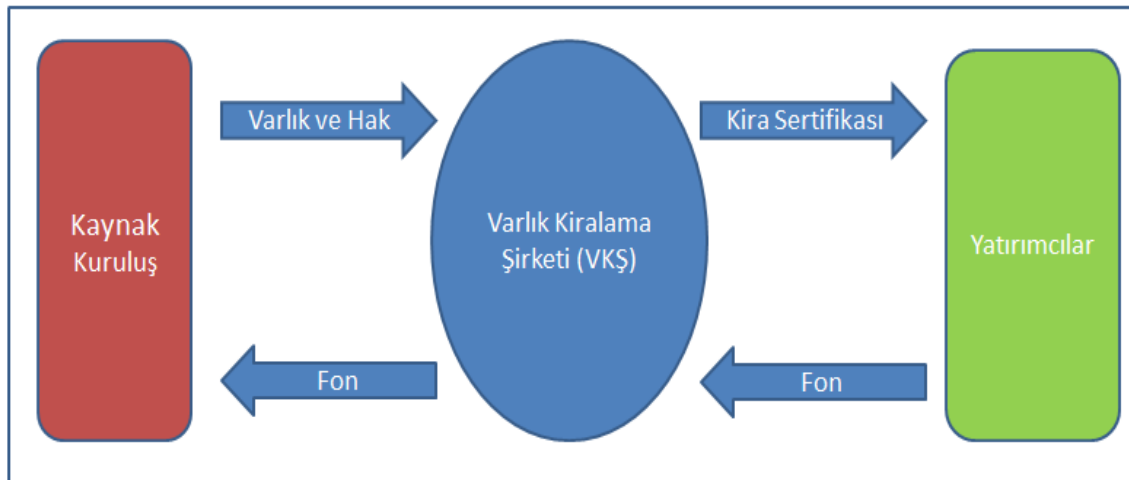 Varlık ve Hak
Kira Sertifikası
Kaynak
Kuruluş
Varlık Kiralama
Şirketi (VKŞ)
Yatırımcılar
Fon
Fon